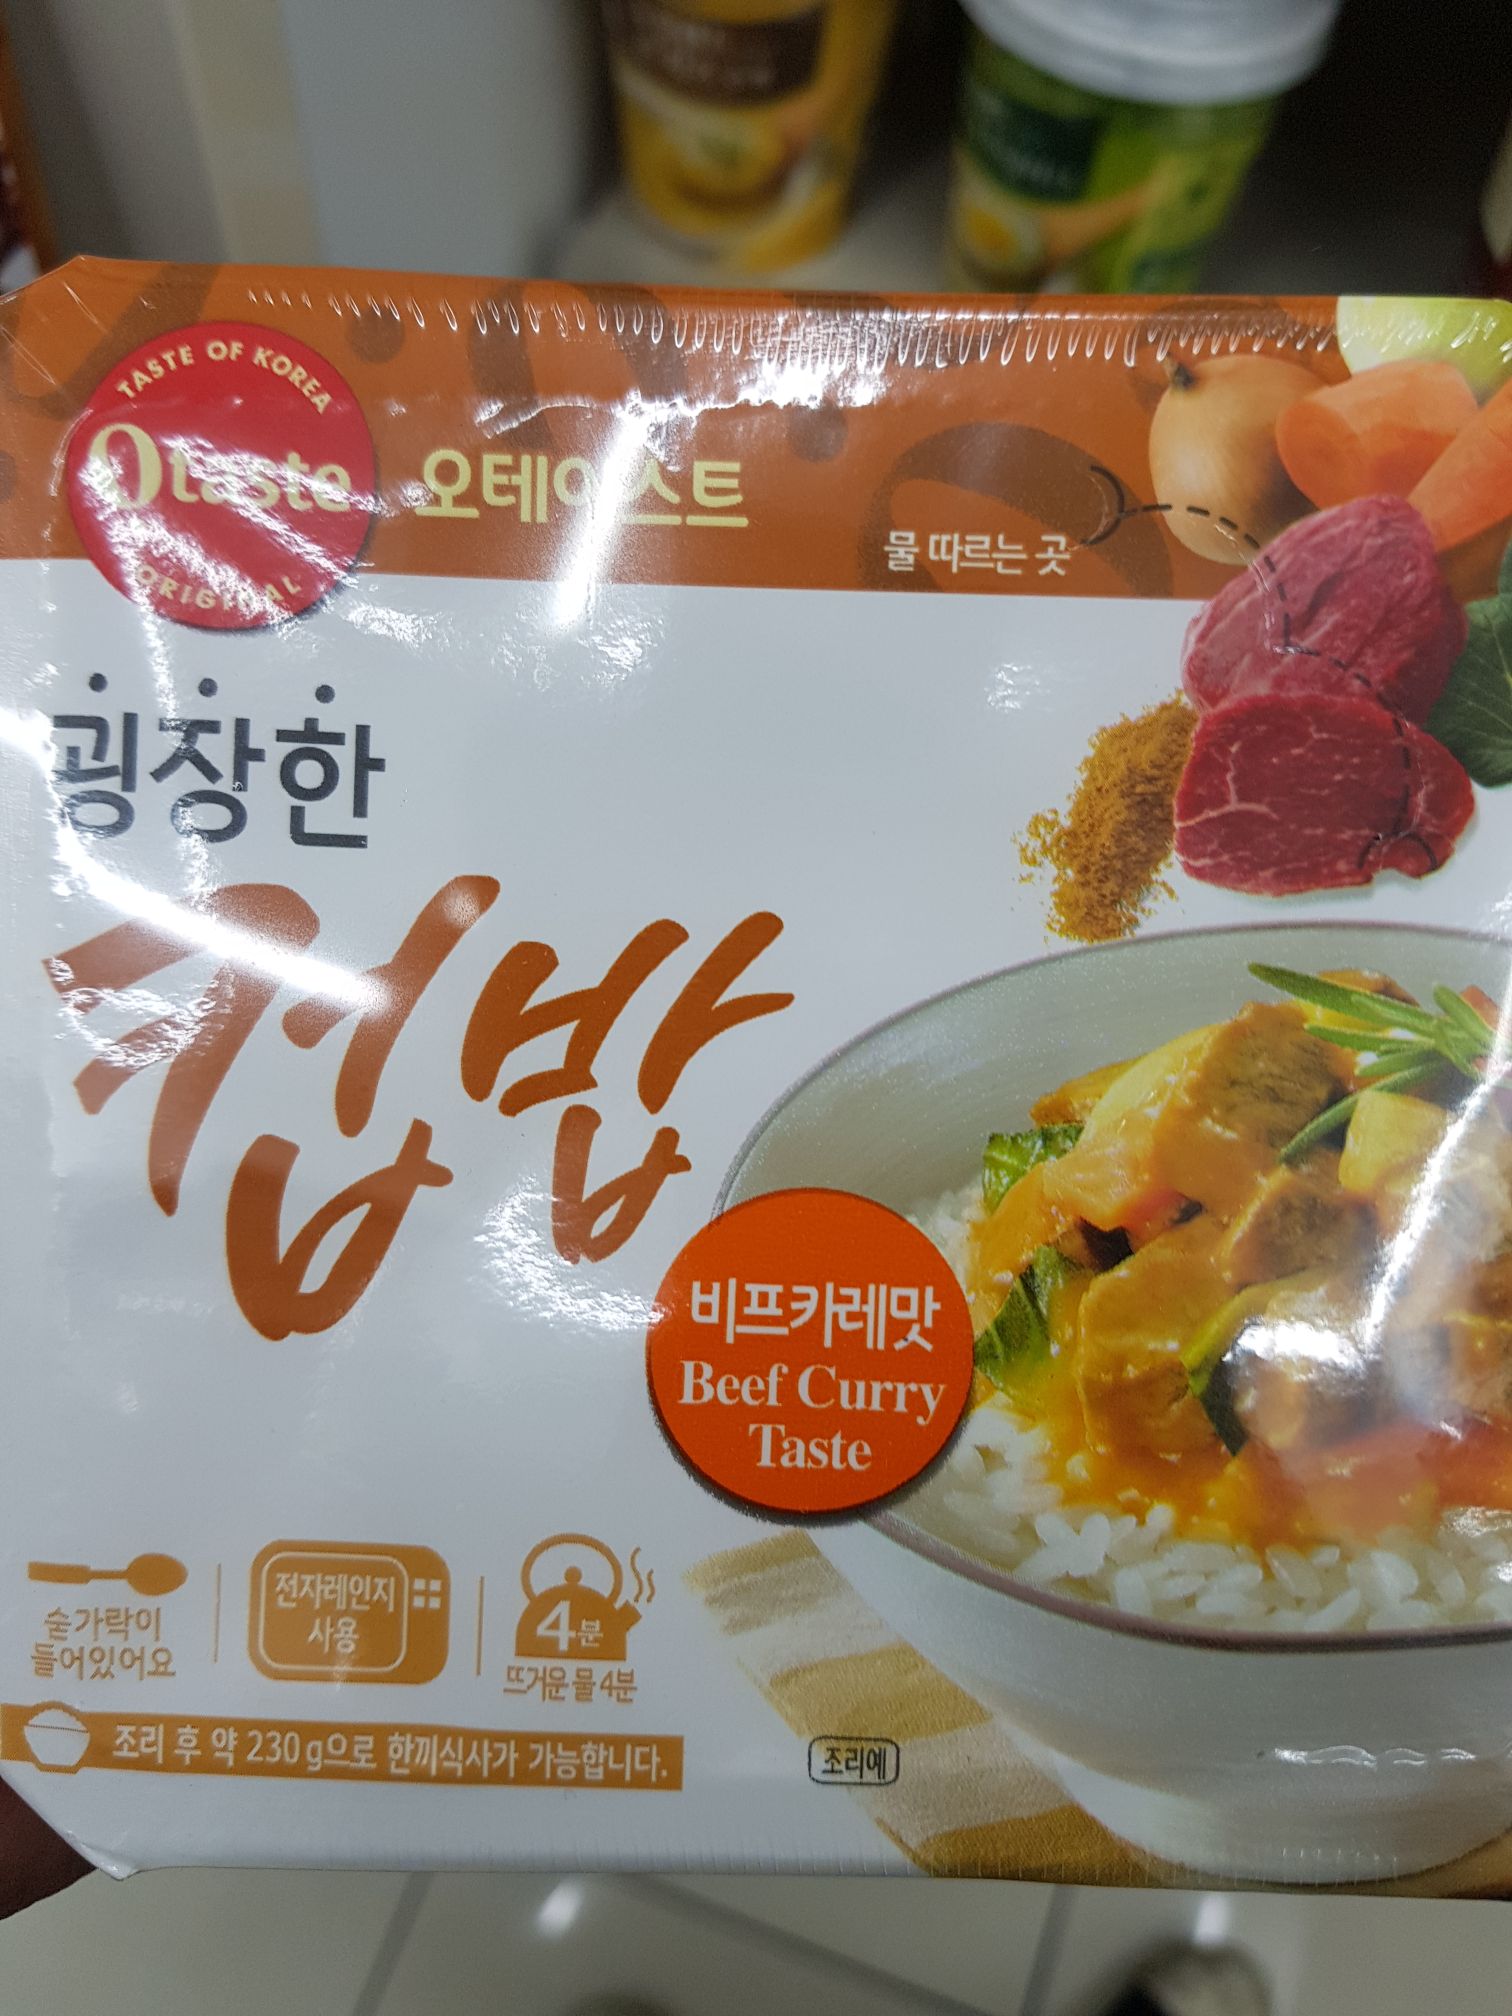 TASTE OF KOREA
Otaste
ORIGINAL
오테이스트
물 따르는 곳
굉장한
컵밥
비프카레맛
Beef Curry
Taste
숟가락이
들어있어요
전자레인지
사용
4분
뜨거운 물 4분
조리 후 약 230 g으로 한끼식사가 가능합니다.
조리예